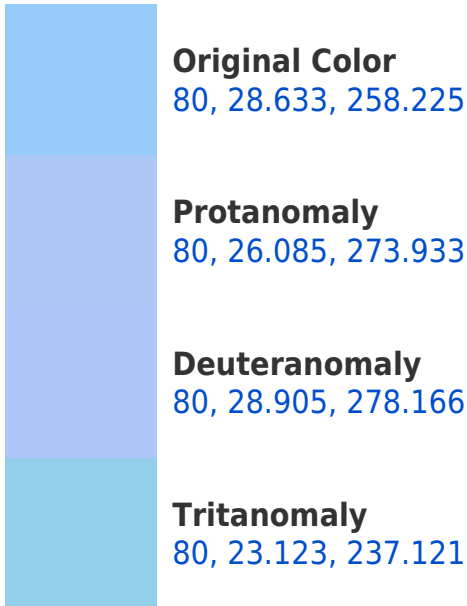 Original Color
80, 28.633, 258.225
Protanomaly
80, 26.085, 273.933
Deuteranomaly
80, 28.905, 278.166
Tritanomaly
80, 23.123, 237.121